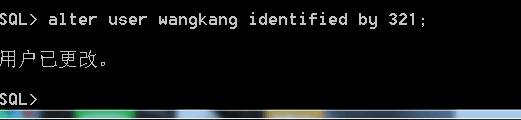 SQL> alter user wangkang identified by 321;
用户已更改。
SQL>